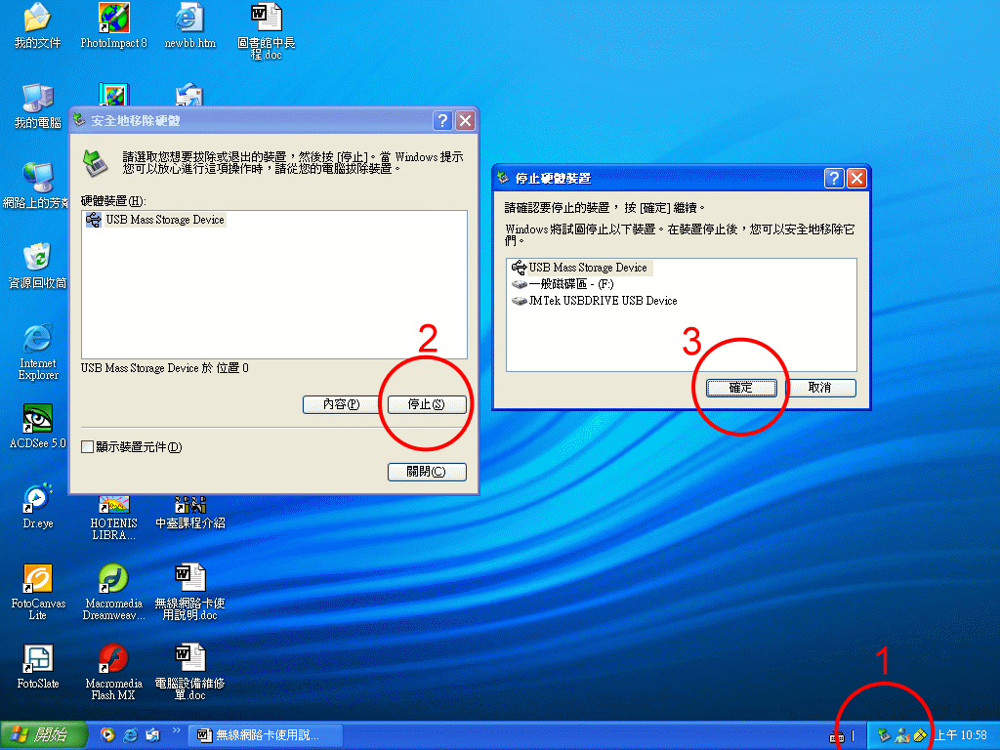 我的文件
PhotoImpact 8
newbb.htm
圖書館中長
程.doc
我的電腦
網路上的芳
資源回收筒
Internet
Explorer
ACDSee 5.0
Dr.eye
HOTENIS
LIBRA...
中臺課程介紹
FotoCanvas
Lite
Macromedia
Dreamweav...
無線網路卡使
用說明.doc
FotoSlate
Macromedia
Flash MX
電腦設備維修
單.doc
安全地移除硬體
請選取您想要拔除或退出的裝置，然後按 [停止]。當 Windows 提示
您可以放心進行這項操作時，請從您的電腦拔除裝置。
硬體裝置(H):
USB Mass Storage Device
USB Mass Storage Device 於 位置 0
2
內容(P)
停止(S)
顯示裝置元件(D)
關閉(C)
停止硬體裝置
請確認要停止的裝置， 按 [確定] 繼續。
Windows 將試圖停止以下裝置。在裝置停止後，您可以安全地移除它
們。
USB Mass Storage Device
一般磁碟區 - (F:)
JMTek USBDRIVE USB Device
3
確定
取消
1
開始
無線網路卡使用說...
上午 10:58